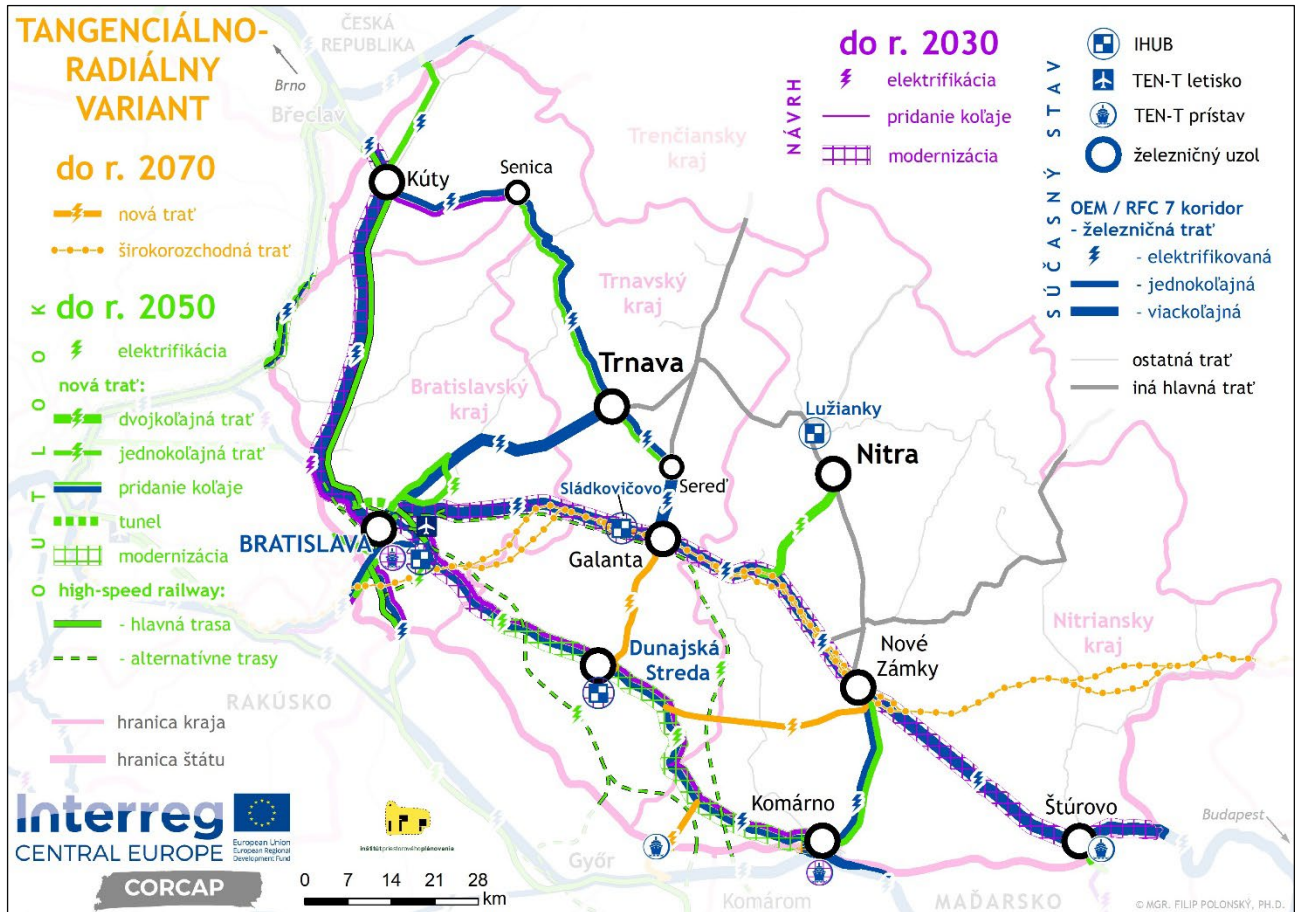 TANGENCIÁLNO-
RADIÁLNY
VARIANT
do r. 2070
nová trať
širokorozchodná trať
OUTLOOK
do r. 2050
elektrifikácia
nová trať:
dvojkoľajná trať
jednokoľajná trať
pridanie koľaje
tunel
modernizácia
high-speed railway:
- hlavná trasa
- alternatívne trasy
hranica kraja
hranica štátu
NÁVRH
do r. 2030
elektrifikácia
pridanie koľaje
modernizácia
SÚČASNÝ STAV
IHUB
TEN-T letisko
TEN-T prístav
železničný uzol
OEM / RFC 7 koridor
- železničná trať
- elektrifikovaná
- jednokoľajná
- viackoľajná
ostatná trať
iná hlavná trať
ČESKÁ
REPUBLIKA
Brno
Břeclav
Kúty
Senica
Trenčiansky
kraj
Trnavský
kraj
Trnava
Bratislavský
kraj
Lužianky
Nitra
Sereď
Sládkovičovo
BRATISLAVA
Galanta
Nitriansky
kraj
Nové
Zámky
Dunajská
Streda
RAKÚSKO
Komárno
Štúrovo
Budapest
Győr
Komárom
MAĎARSKO
Interreg
CENTRAL EUROPE
European Union
European Regional
Development Fund
CORCAP
inštitútpriestorovéhoplánovania
0 7 14 21 28
km
© MGR. FILIP POLONSKÝ, PH.D.